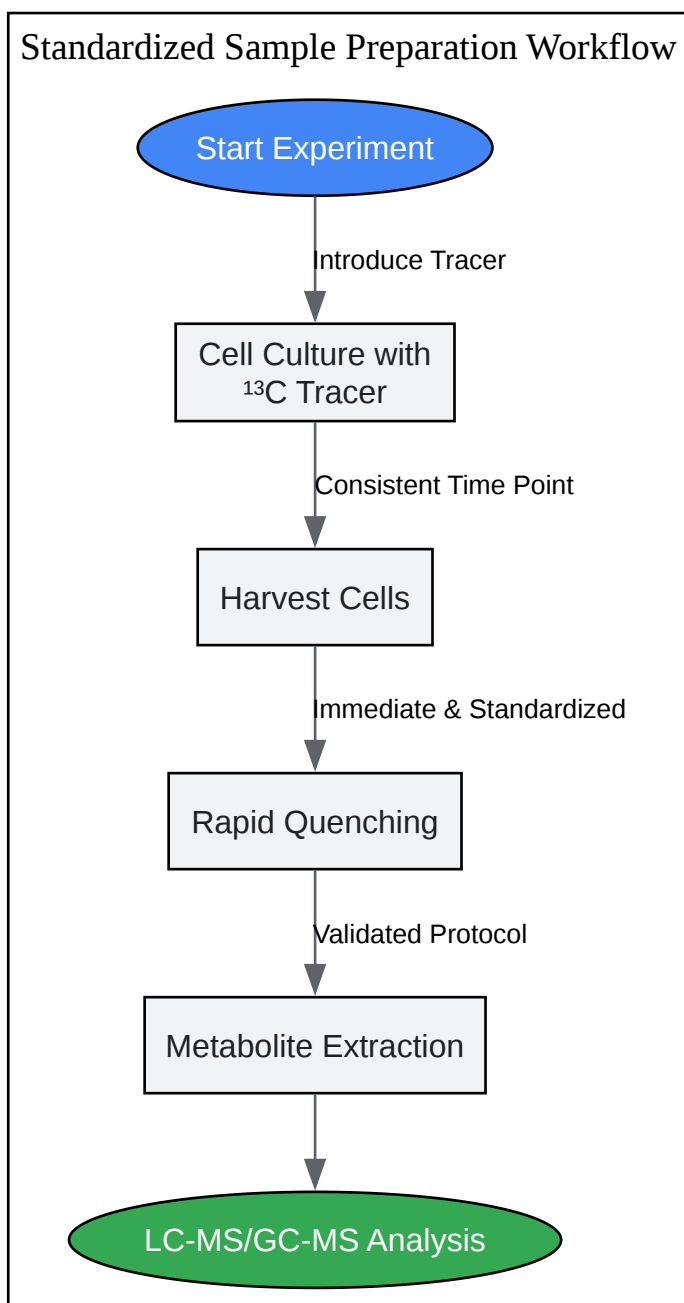 Standardized Sample Preparation Workflow
Start Experiment
Introduce Tracer
Cell Culture with
¹³C Tracer
Consistent Time Point
Harvest Cells
Immediate & Standardized
Rapid Quenching
Validated Protocol
Metabolite Extraction
LC-MS/GC-MS Analysis